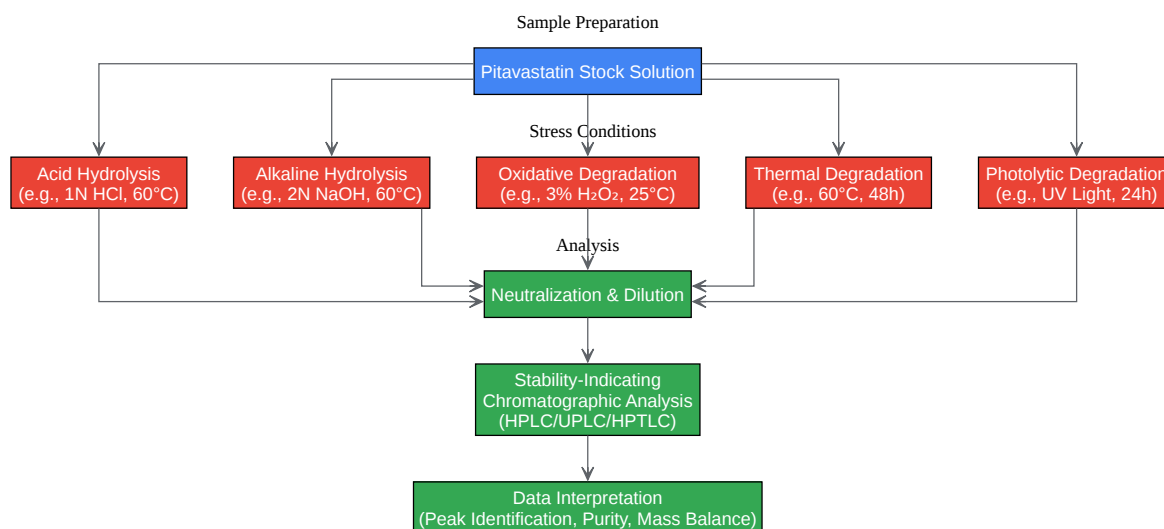 Sample Preparation
Pitavastatin Stock Solution
Stress Conditions
Acid Hydrolysis
(e.g., 1N HCl, 60°C)
Alkaline Hydrolysis
(e.g., 2N NaOH, 60°C)
Oxidative Degradation
(e.g., 3% H₂O₂, 25°C)
Thermal Degradation
(e.g., 60°C, 48h)
Photolytic Degradation
(e.g., UV Light, 24h)
Analysis
Neutralization & Dilution
Stability-Indicating
Chromatographic Analysis
(HPLC/UPLC/HPTLC)
Data Interpretation
(Peak Identification, Purity, Mass Balance)